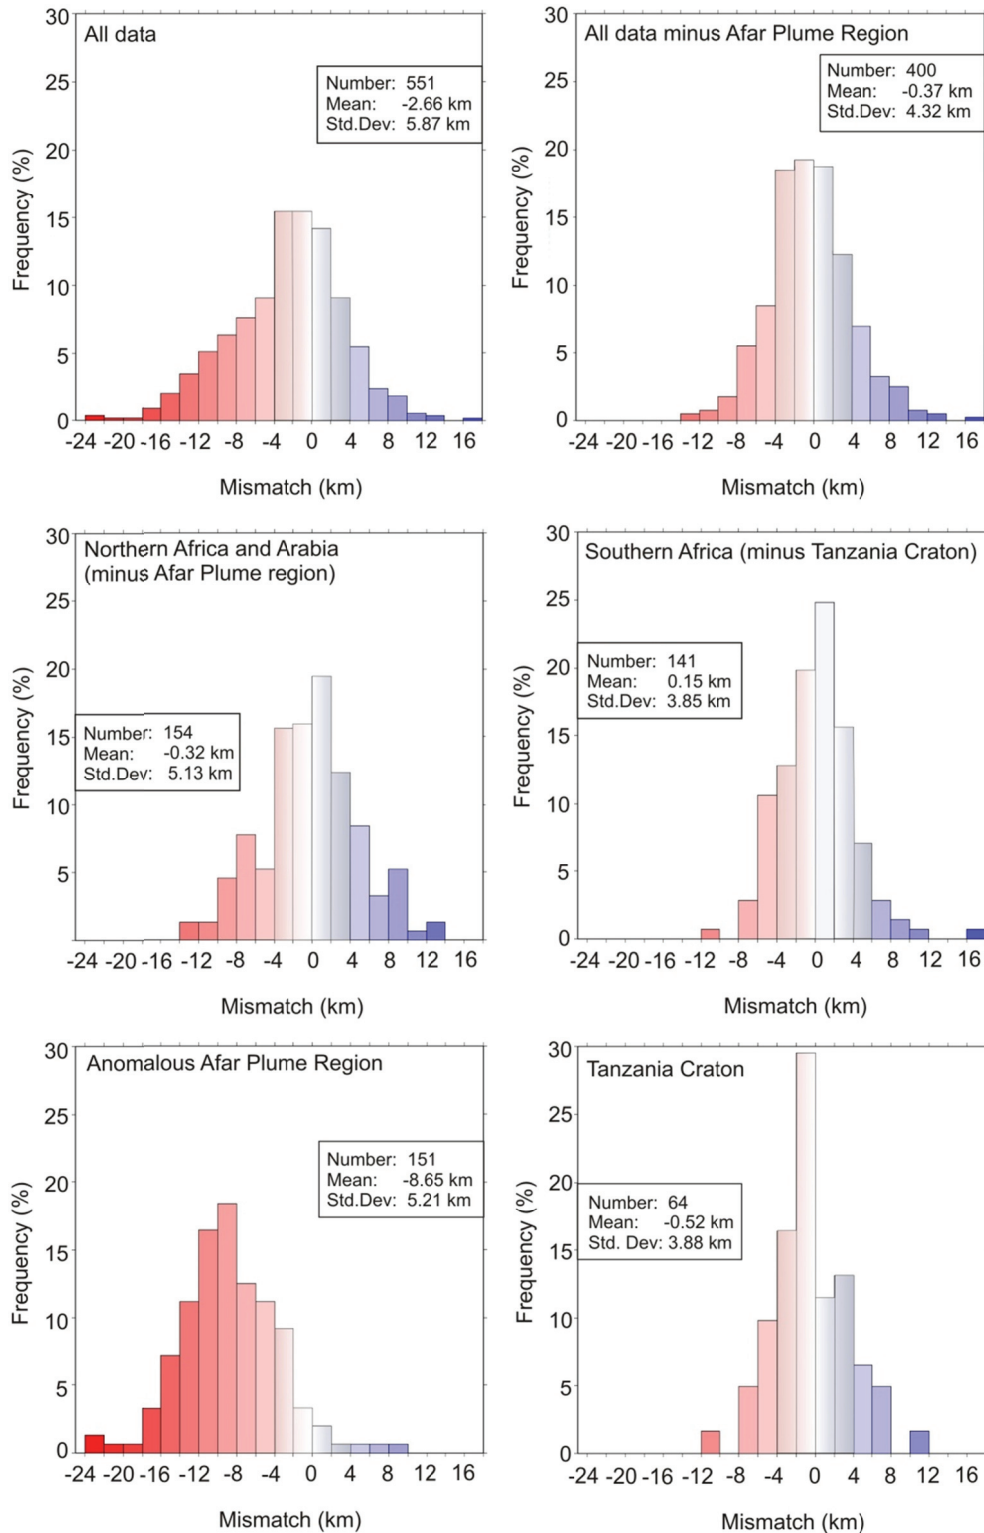 All data
Number: 551
Mean: -2.66 km
Std.Dev: 5.87 km
Frequency (%)
30
25
20
15
10
5
0
-24 -20 -16 -12 -8 -4 0 4 8 12 16
Mismatch (km)
All data minus Afar Plume Region
Number: 400
Mean: -0.37 km
Std.Dev: 4.32 km
Frequency (%)
30
25
20
15
10
5
0
-24 -20 -16 -12 -8 -4 0 4 8 12 16
Mismatch (km)
Northern Africa and Arabia
(minus Afar Plume region)
Number: 154
Mean: -0.32 km
Std.Dev: 5.13 km
Frequency (%)
30
25
20
15
10
5
-24 -20 -16 -12 -8 -4 0 4 8 12 16
Mismatch (km)
Southern Africa (minus Tanzania Craton)
Number: 141
Mean: 0.15 km
Std.Dev: 3.85 km
Frequency (%)
30
25
20
15
10
5
0
-24 -20 -16 -12 -8 -4 0 4 8 12 16
Mismatch (km)
Anomalous Afar Plume Region
Number: 151
Mean: -8.65 km
Std.Dev: 5.21 km
Frequency (%)
30
25
20
15
10
5
0
-24 -20 -16 -12 -8 -4 0 4 8 12 16
Mismatch (km)
Tanzania Craton
Number: 64
Mean: -0.52 km
Std. Dev: 3.88 km
Frequency (%)
30
25
20
15
10
5
0
-24 -20 -16 -12 -8 -4 0 4 8 12 16
Mismatch (km)